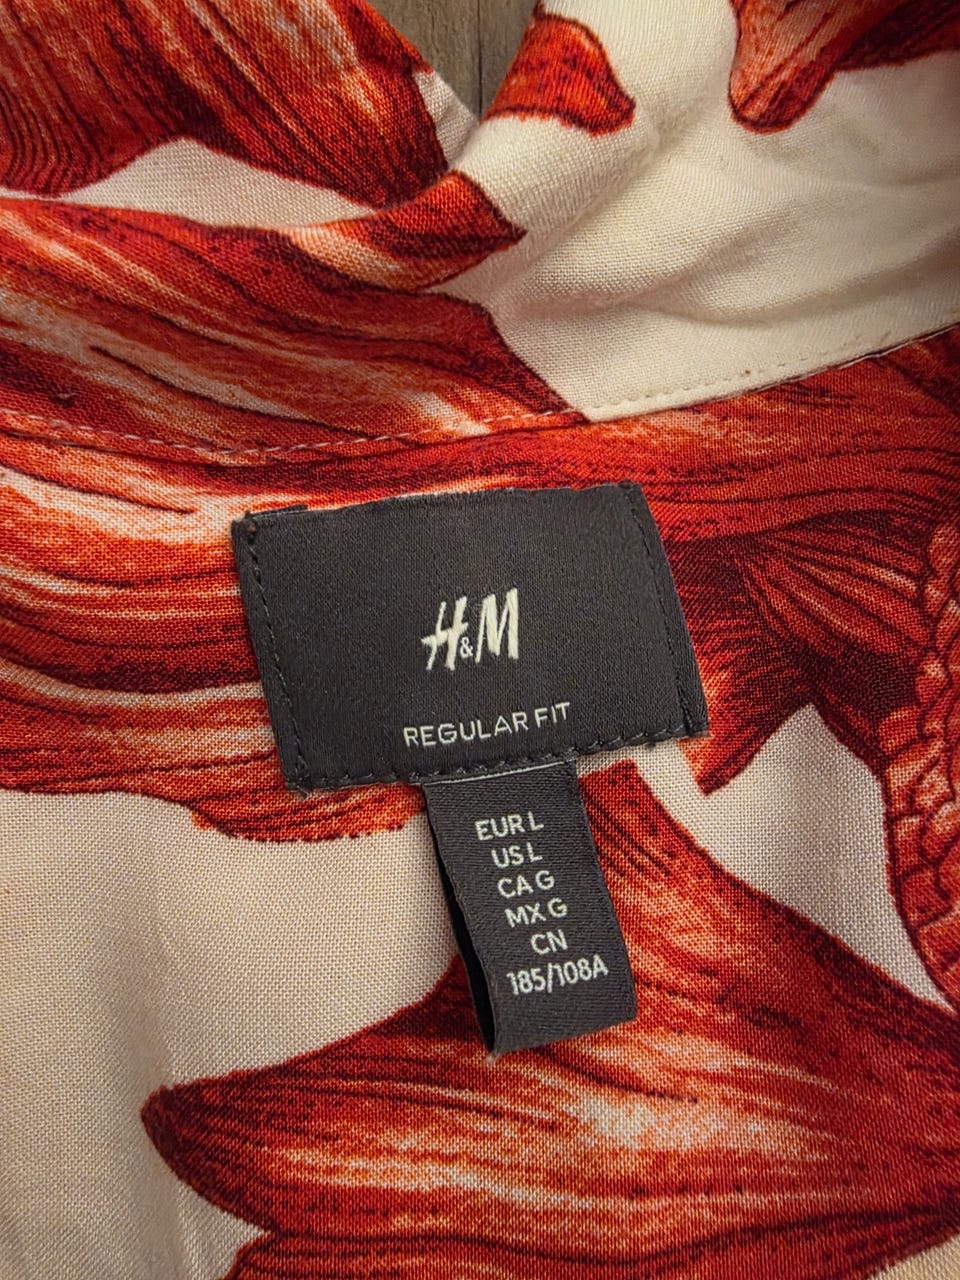 H&M
REGULAR FIT
EUR L
US L
CA G
MX G
CN
185/108A